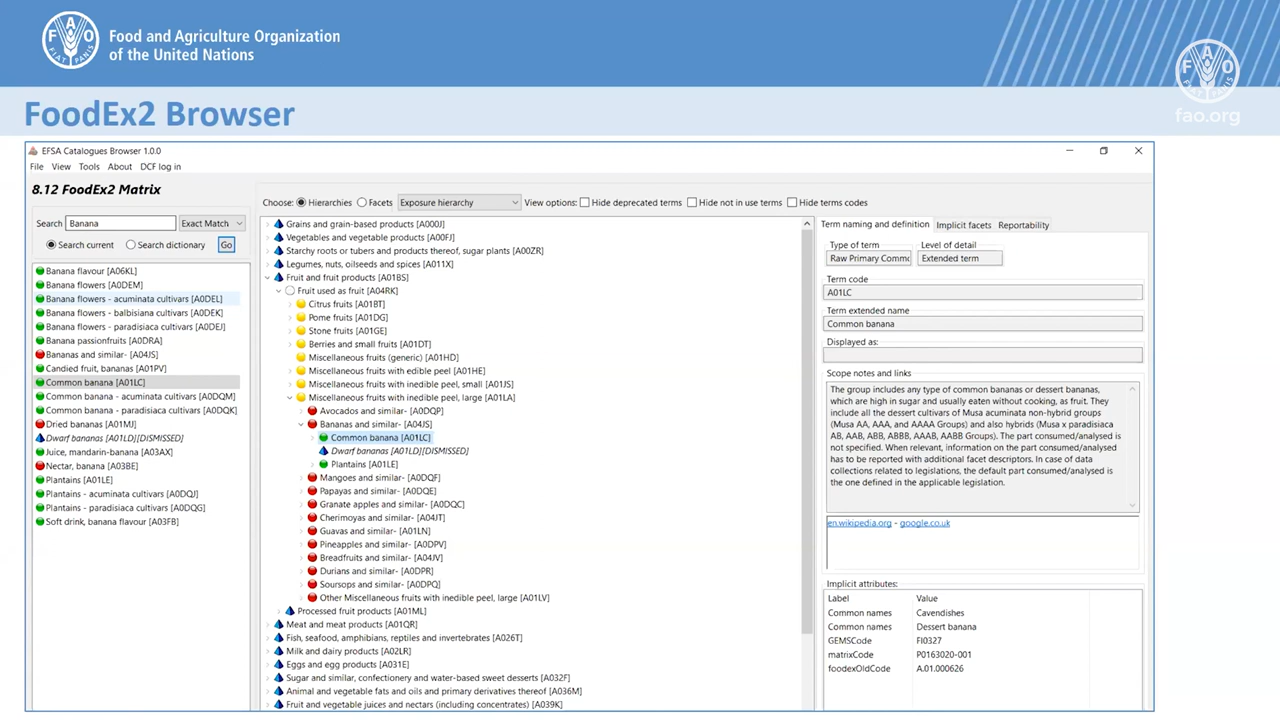 Food and Agriculture Organization
of the United Nations
fao.org
FoodEx2 Browser
EFSA Catalogues Browser 1.0.0
File View Tools About DCF log in
8.12 FoodEx2 Matrix
Search Banana Exact Match
Search current Search dictionary Go
Banana flavour [A06KL]
Banana flowers [A0DEM]
Banana flowers - acuminata cultivars [A0DEL]
Banana flowers - balbisiana cultivars [A0DEK]
Banana flowers - paradisiaca cultivars [A0DEJ]
Banana passionfruits [A0DRA]
Bananas and similar- [A04JS]
Candied fruit, bananas [A01PV]
Common banana [A01LC]
Common banana - acuminata cultivars [A0DQM]
Common banana - paradisiaca cultivars [A0DQK]
Dried bananas [A01MJ]
Dwarf bananas [A01LD][DISMISSED]
Juice, mandarin-banana [A03AX]
Nectar, banana [A03BE]
Plantains [A01LE]
Plantains - acuminata cultivars [A0DQJ]
Plantains - paradisiaca cultivars [A0DQG]
Soft drink, banana flavour [A03FB]
Choose: Hierarchies Facets Exposure hierarchy View options: Hide deprecated terms Hide not in use terms Hide terms codes
Grains and grain-based products [A000J]
Vegetables and vegetable products [A00FJ]
Starchy roots or tubers and products thereof, sugar plants [A00ZR]
Legumes, nuts, oilseeds and spices [A011X]
Fruit and fruit products [A01BS]
Fruit used as fruit [A04RK]
Citrus fruits [A01BT]
Pome fruits [A01DG]
Stone fruits [A01GE]
Berries and small fruits [A01DT]
Miscellaneous fruits (generic) [A01HD]
Miscellaneous fruits with edible peel [A01HE]
Miscellaneous fruits with inedible peel, small [A01JS]
Miscellaneous fruits with inedible peel, large [A01LA]
Avocados and similar- [A0DQP]
Bananas and similar- [A04JS]
Common banana [A01LC]
Dwarf bananas [A01LD][DISMISSED]
Plantains [A01LE]
Mangoes and similar- [A0DQF]
Papayas and similar- [A0DQE]
Granate apples and similar- [A0DQC]
Cherimoyas and similar- [A04JT]
Guavas and similar- [A01LN]
Pineapples and similar- [A0DPV]
Breadfruits and similar- [A04JV]
Durians and similar- [A0DPR]
Soursops and similar- [A0DPQ]
Other Miscellaneous fruits with inedible peel, large [A01LV]
Processed fruit products [A01ML]
Meat and meat products [A01QR]
Fish, seafood, amphibians, reptiles and invertebrates [A026T]
Milk and dairy products [A02LR]
Eggs and egg products [A031E]
Sugar and similar, confectionery and water-based sweet desserts [A032F]
Animal and vegetable fats and oils and primary derivatives thereof [A036M]
Fruit and vegetable juices and nectars (including concentrates) [A039K]
Term naming and definition Implicit facets Reportability
Type of term Level of detail
Raw Primary Commo Extended term
Term code
A01LC
Term extended name
Common banana
Displayed as:
Scope notes and links
The group includes any type of common bananas or dessert bananas,
which are high in sugar and usually eaten without cooking, as fruit. They
include all the dessert cultivars of Musa acuminata non-hybrid groups
(Musa AA, AAA, and AAAA Groups) and also hybrids (Musa x paradisiaca
AB, AAB, ABB, ABBB, AAAB, AABB Groups). The part consumed/analysed is
not specified. When relevant, information on the part consumed/analysed
has to be reported with additional facet descriptors. In case of data
collections related to legislations, the default part consumed/analysed is
the one defined in the applicable legislation.
en.wikipedia.org - google.co.uk
Implicit attributes:
Label Value
Common names Cavendishes
Common names Dessert banana
GEMSCode FI0327
matrixCode P0163020-001
foodexOldCode A.01.000626